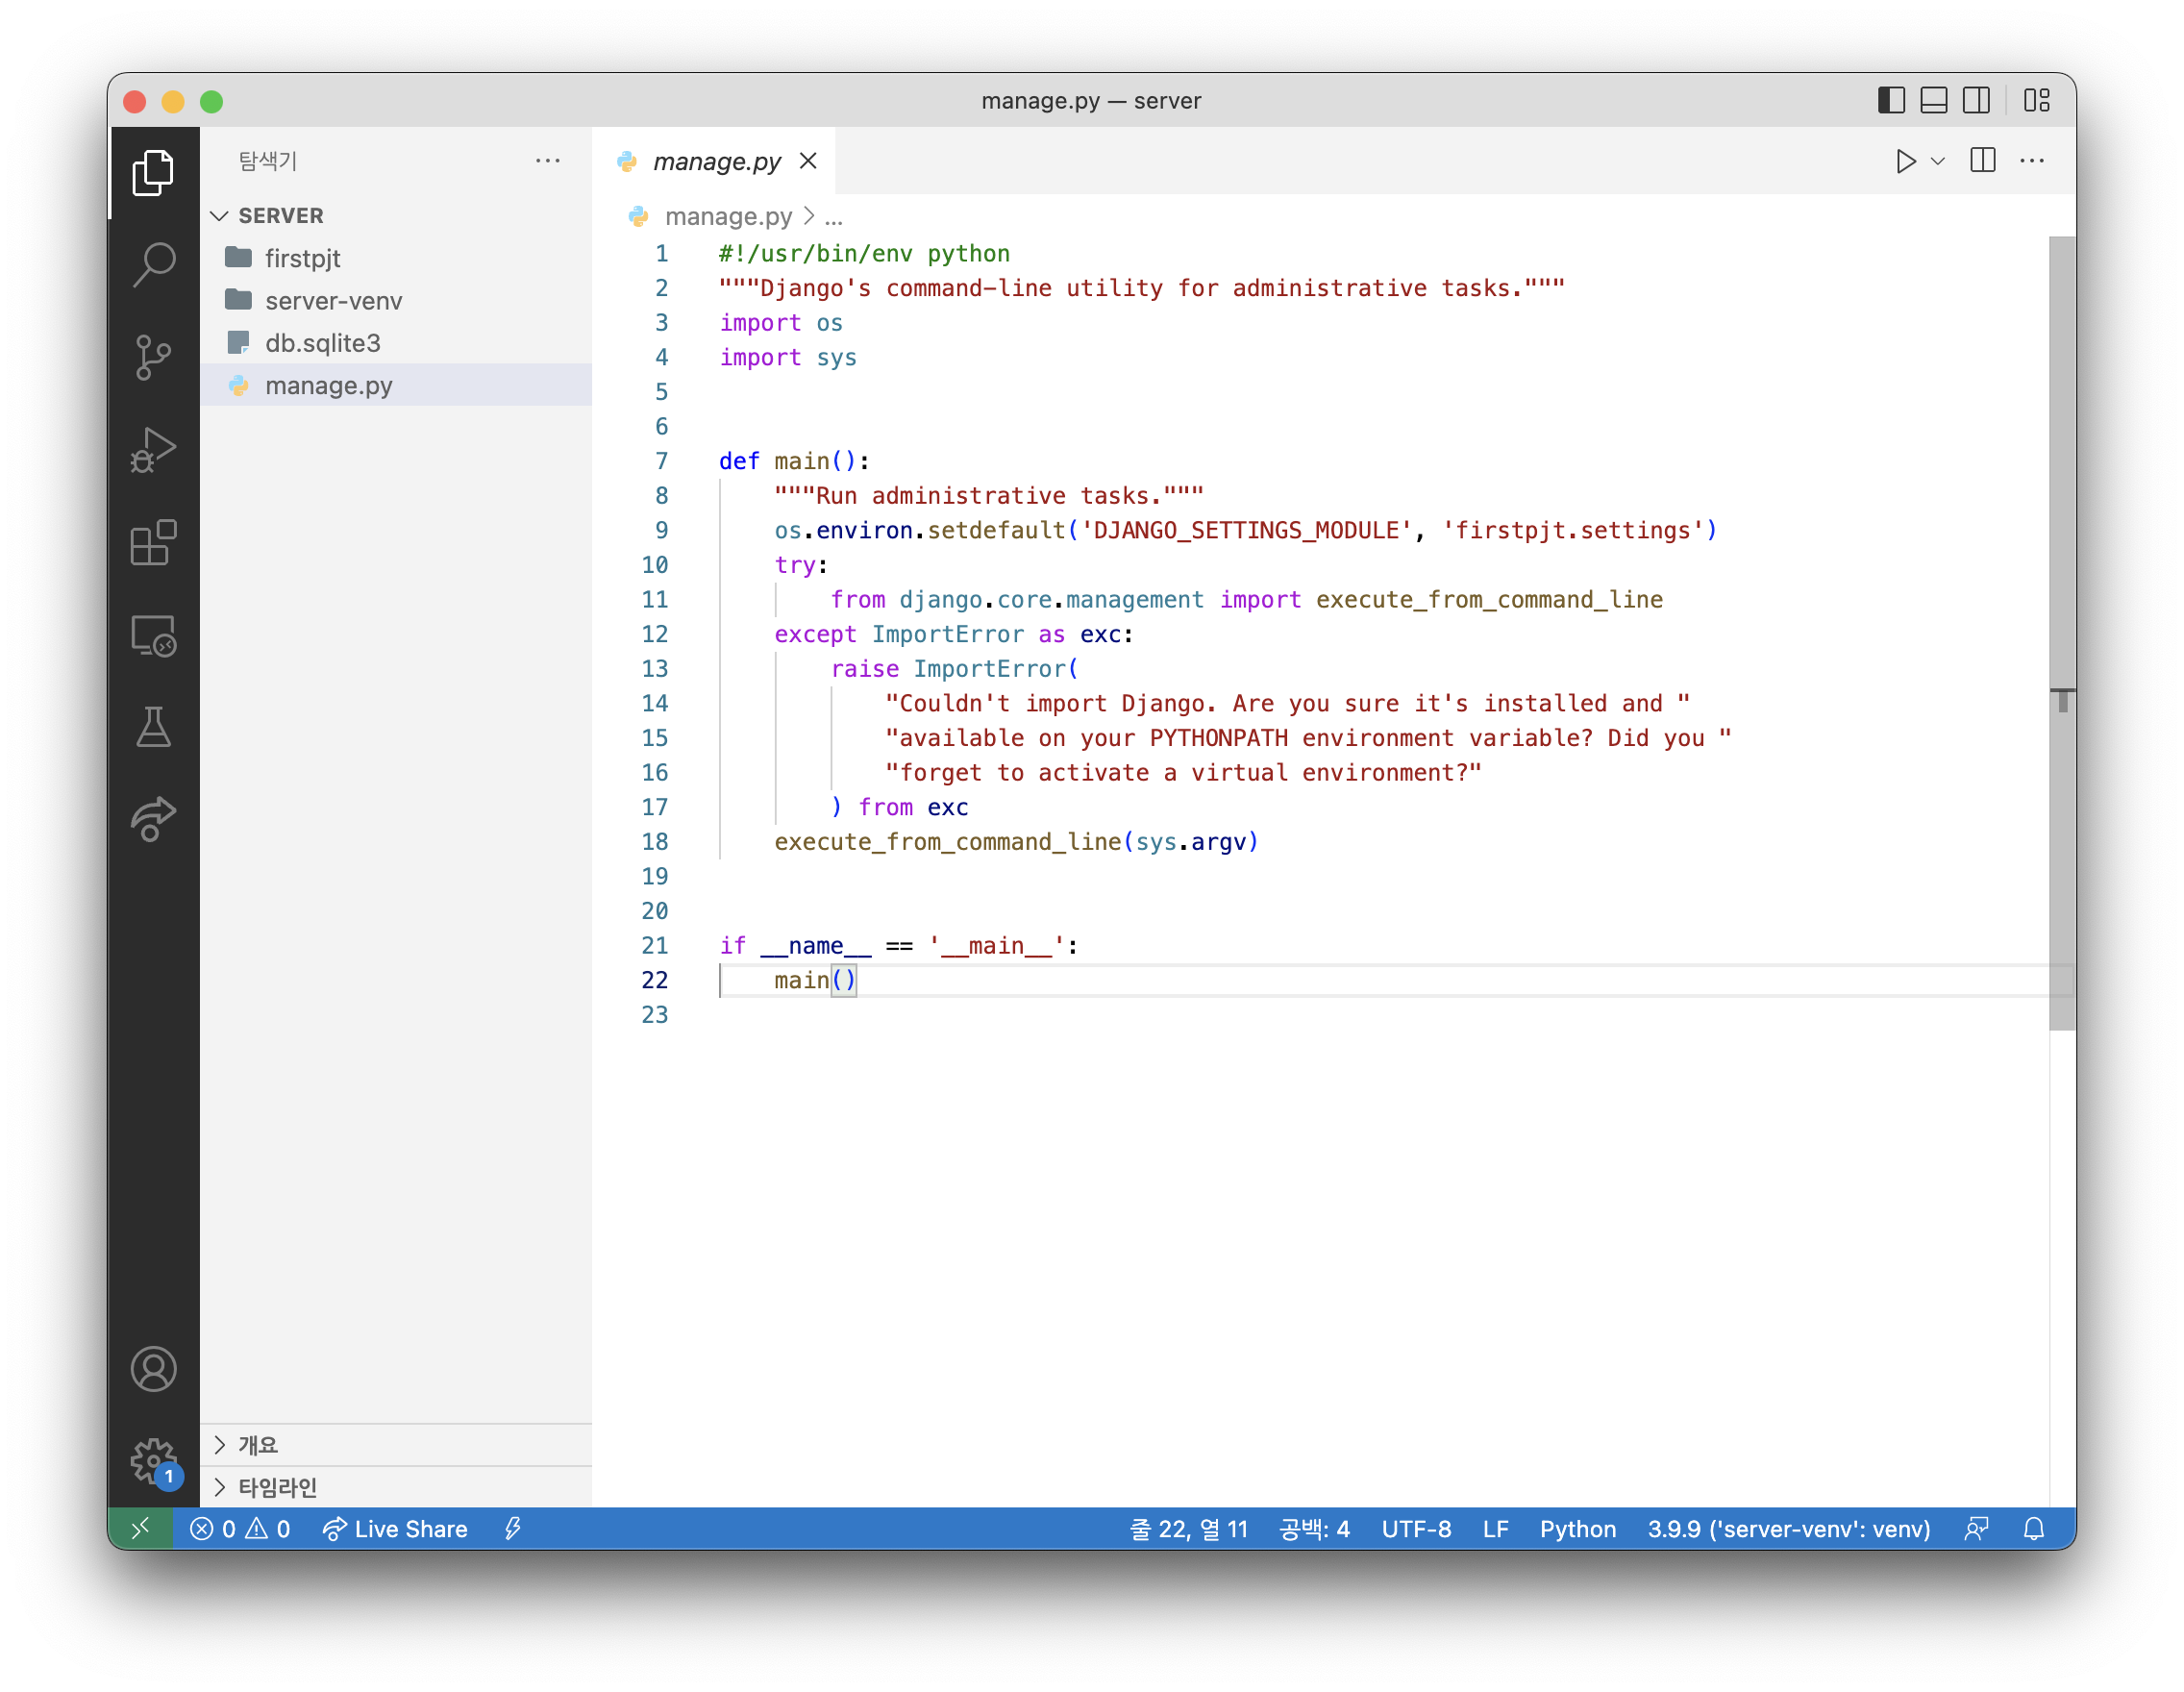 manage.py — server
탐색기
SERVER
firstpjt
server-venv
db.sqlite3
manage.py
개요
타임라인
manage.py
manage.py > ...
1 #!/usr/bin/env python
2 """Django's command-line utility for administrative tasks."""
3 import os
4 import sys
5
6
7 def main():
8     """Run administrative tasks."""
9     os.environ.setdefault('DJANGO_SETTINGS_MODULE', 'firstpjt.settings')
10     try:
11         from django.core.management import execute_from_command_line
12     except ImportError as exc:
13         raise ImportError(
14             "Couldn't import Django. Are you sure it's installed and "
15             "available on your PYTHONPATH environment variable? Did you "
16             "forget to activate a virtual environment?"
17         ) from exc
18     execute_from_command_line(sys.argv)
19
20
21 if __name__ == '__main__':
22     main()
23
1
0 0 Live Share 줄 22, 열 11 공백: 4 UTF-8 LF Python 3.9.9 ('server-venv': venv)